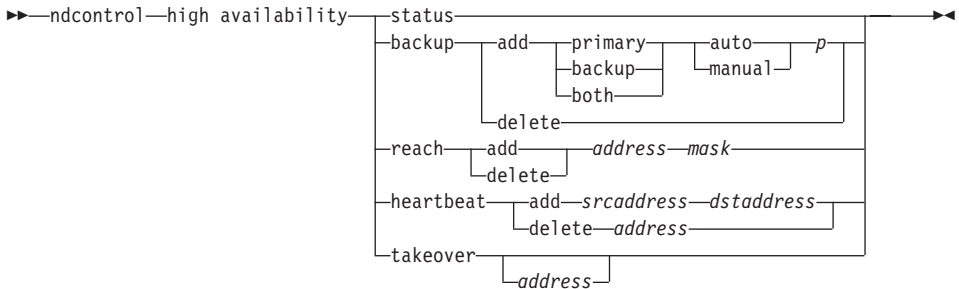 ndcontrol high availability status
backup add primary auto p
backup manual
both
delete
reach add address mask
delete
heartbeat add srcaddress dstaddress
delete address
takeover
address